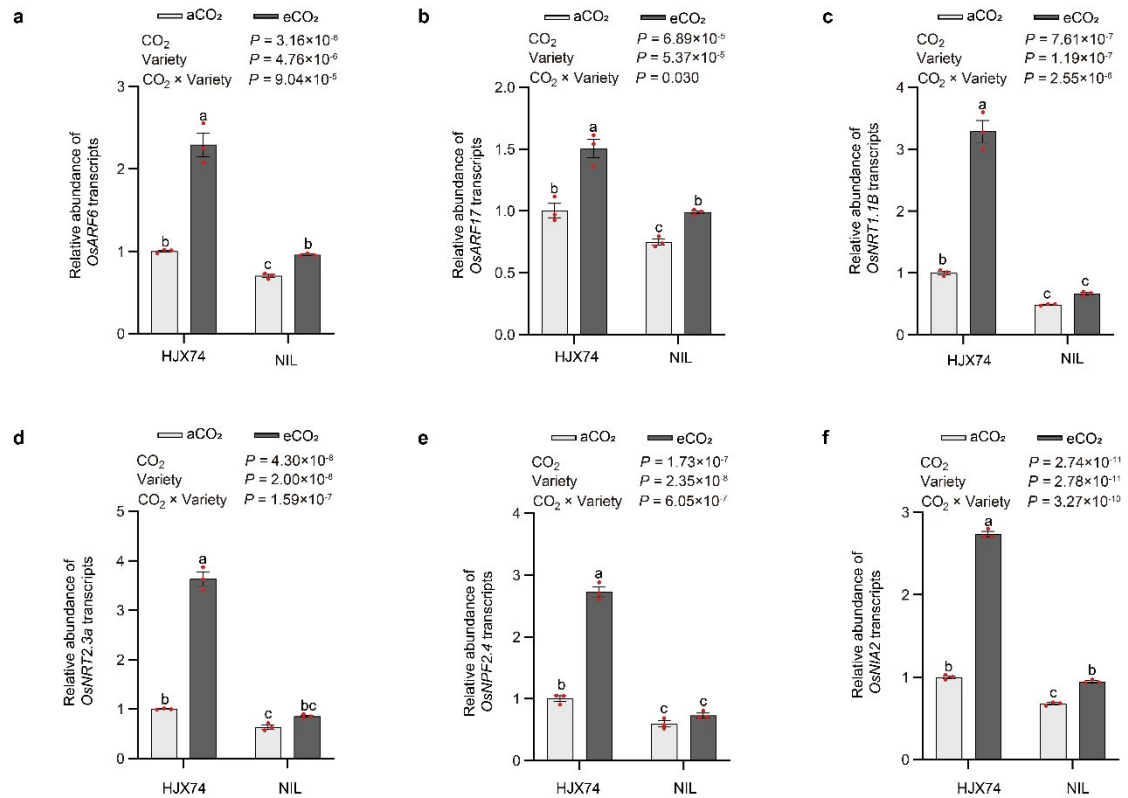 a
aCO₂ eCO₂
CO₂ P = 3.16×10⁻⁶
Variety P = 4.76×10⁻⁶
CO₂ × Variety P = 9.04×10⁻⁵
Relative abundance of
OsARF6 transcripts
3
2
1
0
b
a
c
b
HJX74 NIL
b
aCO₂ eCO₂
CO₂ P = 6.89×10⁻⁵
Variety P = 5.37×10⁻⁵
CO₂ × Variety P = 0.030
Relative abundance of
OsARF17 transcripts
2.0
1.5
1.0
0.5
0.0
b
a
c
b
HJX74 NIL
c
aCO₂ eCO₂
CO₂ P = 7.61×10⁻⁷
Variety P = 1.19×10⁻⁷
CO₂ × Variety P = 2.55×10⁻⁶
Relative abundance of
OsNRT1.1B transcripts
4
3
2
1
0
b
a
c
c
HJX74 NIL
d
aCO₂ eCO₂
CO₂ P = 4.30×10⁻⁸
Variety P = 2.00×10⁻⁸
CO₂ × Variety P = 1.59×10⁻⁷
Relative abundance of
OsNRT2.3a transcripts
5
4
3
2
1
0
b
a
c
bc
HJX74 NIL
e
aCO₂ eCO₂
CO₂ P = 1.73×10⁻⁷
Variety P = 2.35×10⁻⁸
CO₂ × Variety P = 6.05×10⁻⁷
Relative abundance of
OsNPF2.4 transcripts
4
3
2
1
0
b
a
c
c
HJX74 NIL
f
aCO₂ eCO₂
CO₂ P = 2.74×10⁻¹¹
Variety P = 2.78×10⁻¹¹
CO₂ × Variety P = 3.27×10⁻¹⁰
Relative abundance of
OsNIA2 transcripts
3
2
1
0
b
a
c
b
HJX74 NIL